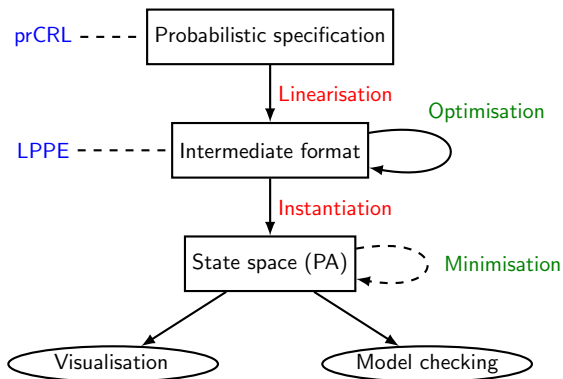 prCRL
Probabilistic specification
Linearisation
Optimisation
LPPE
Intermediate format
Instantiation
State space (PA)
Minimisation
Visualisation
Model checking